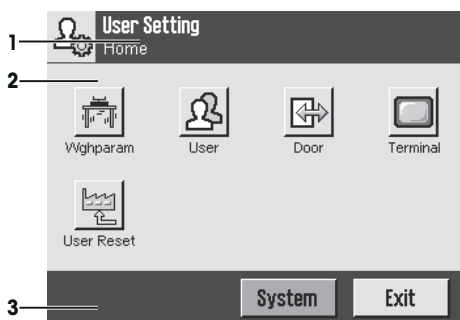 User Setting
1
Home
2
Wghparam
User
Door
Terminal
User Reset
3
System
Exit